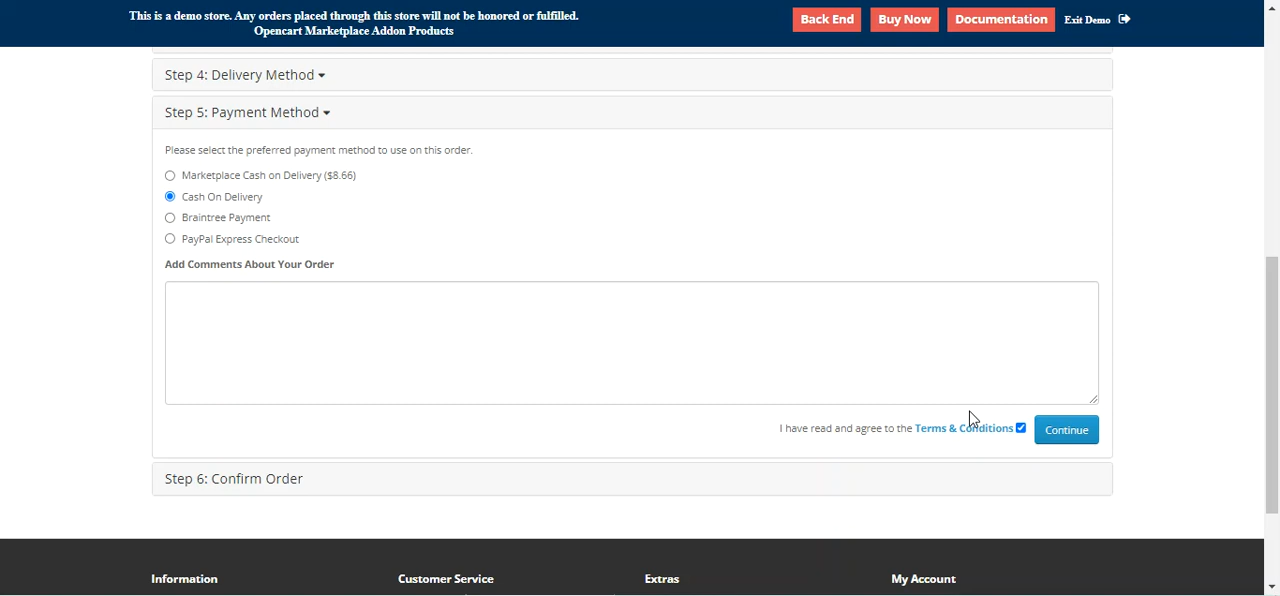 This is a demo store. Any orders placed through this store will not be honored or fulfilled.
Opencart Marketplace Addon Products
Back End
Buy Now
Documentation
Exit Demo
Step 4: Delivery Method
Step 5: Payment Method
Please select the preferred payment method to use on this order.
Marketplace Cash on Delivery ($8.66)
Cash On Delivery
Braintree Payment
PayPal Express Checkout
Add Comments About Your Order
I have read and agree to the Terms & Conditions
Continue
Step 6: Confirm Order
Information
Customer Service
Extras
My Account